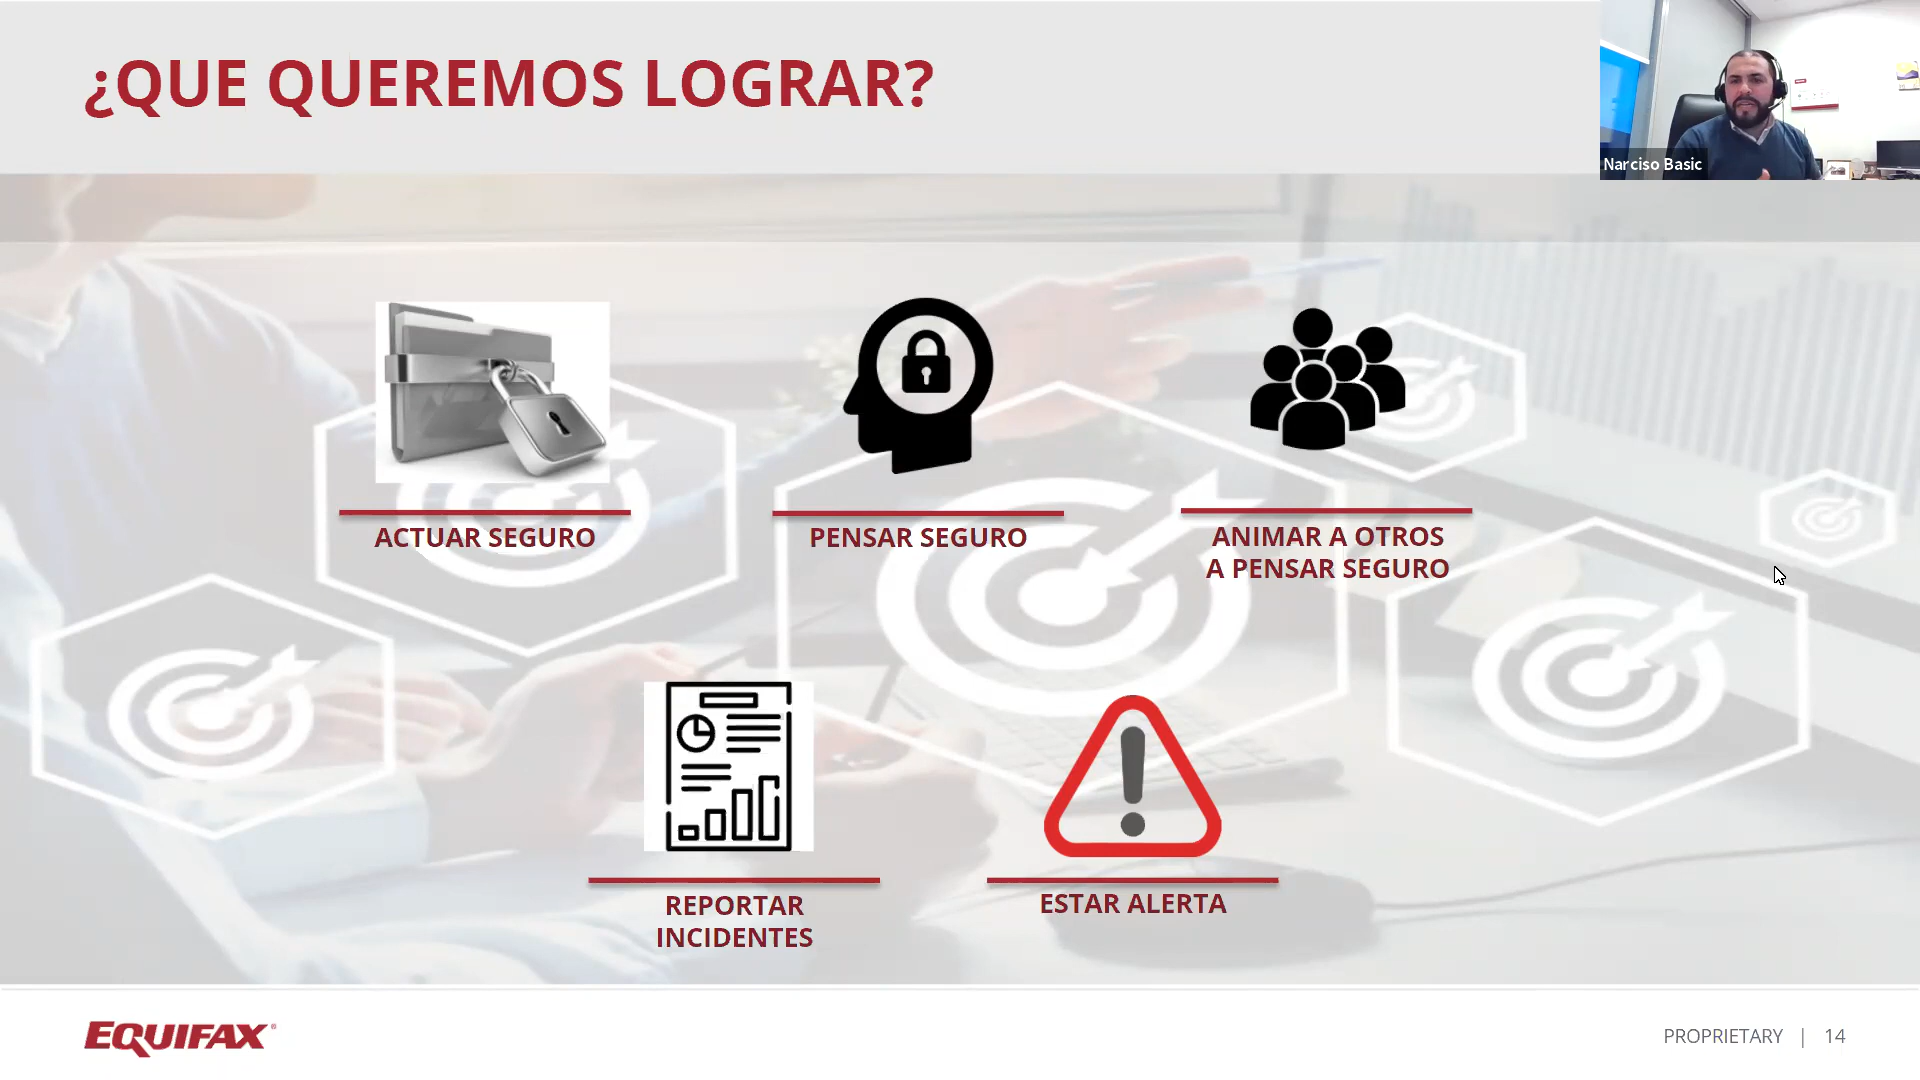 ¿QUE QUEREMOS LOGRAR?
Narciso Basic
ACTUAR SEGURO
PENSAR SEGURO
ANIMAR A OTROS
A PENSAR SEGURO
REPORTAR
INCIDENTES
ESTAR ALERTA
EQUIFAX®
PROPRIETARY | 14